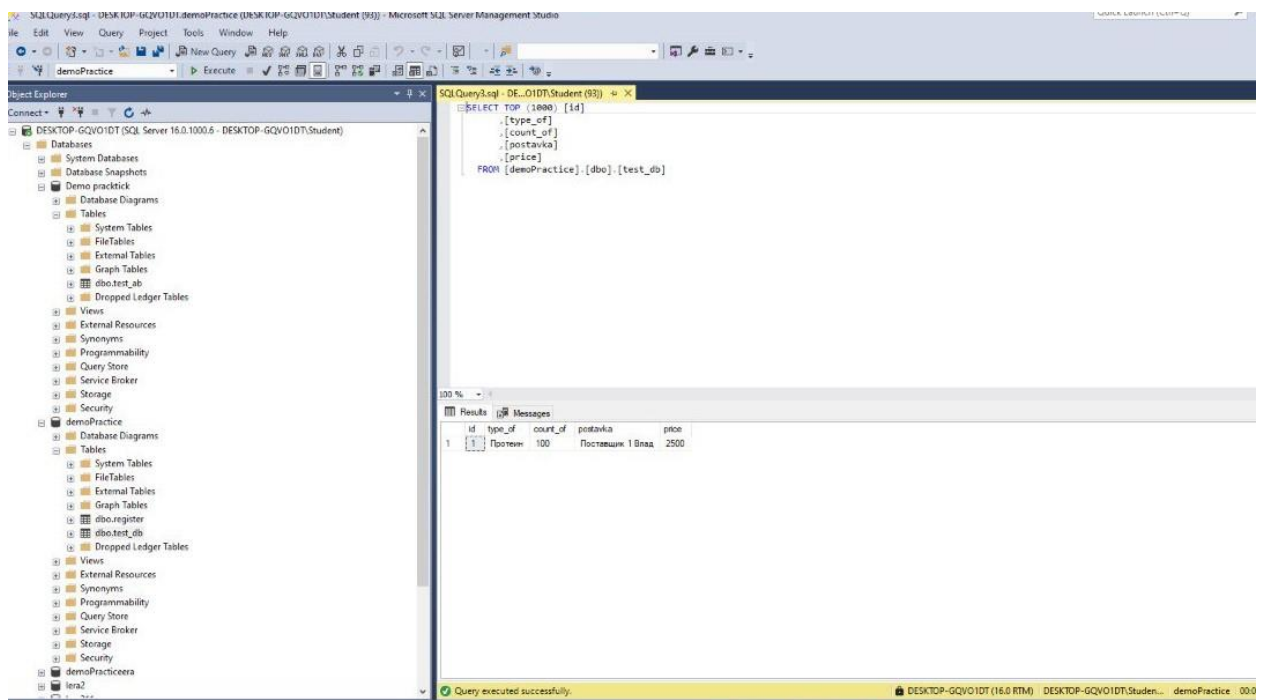 SQLQuery3.sql - DESKTOP-GQVO1DT.demoPractice (DESKTOP-GQVO1DT\Student (93)) - Microsoft SQL Server Management Studio
Quick Launch (Ctrl+Q)
File Edit View Query Project Tools Window Help
New Query
demoPractice Execute
Object Explorer
Connect
DESKTOP-GQVO1DT (SQL Server 16.0.1000.6 - DESKTOP-GQVO1DT\Student)
Databases
System Databases
Database Snapshots
Demo pracktick
Database Diagrams
Tables
System Tables
FileTables
External Tables
Graph Tables
dbo.test_ab
Dropped Ledger Tables
Views
External Resources
Synonyms
Programmability
Query Store
Service Broker
Storage
Security
demoPractice
Database Diagrams
Tables
System Tables
FileTables
External Tables
Graph Tables
dbo.register
dbo.test_db
Dropped Ledger Tables
Views
External Resources
Synonyms
Programmability
Query Store
Service Broker
Storage
Security
demoPracticeera
lera2
SQLQuery3.sql - DE...O1DT\Student (93))
SELECT TOP (1000) [id]
,[type_of]
,[count_of]
,[postavka]
,[price]
FROM [demoPractice].[dbo].[test_db]
100 %
Results Messages
id type_of count_of postavka price
1 1 Протеин 100 Поставщик 1 Влад 2500
Query executed successfully.
DESKTOP-GQVO1DT (16.0 RTM) DESKTOP-GQVO1DT\Studen... demoPractice 00:0